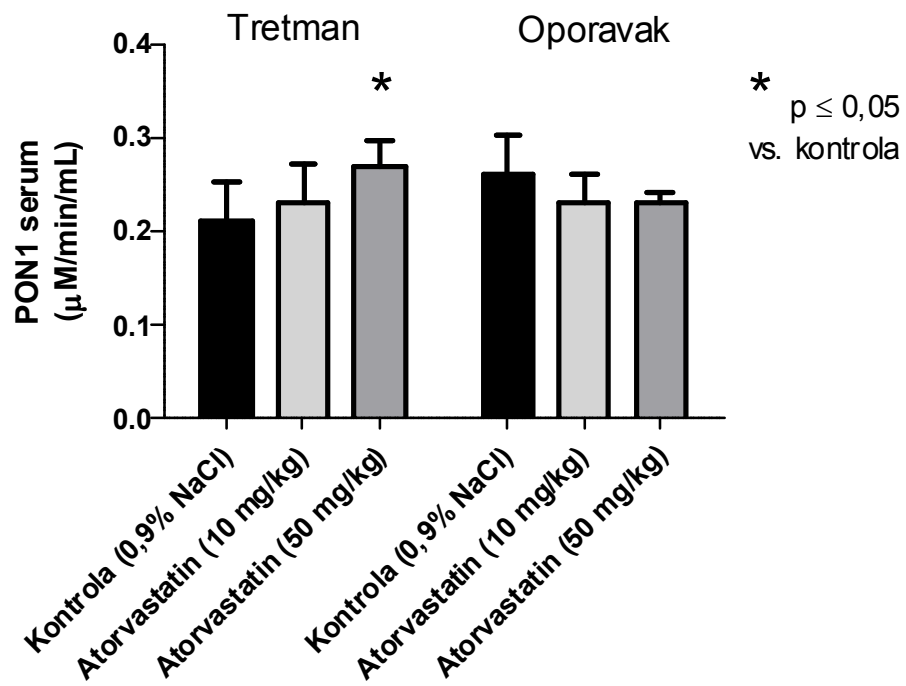 Tretman
Oporavak
0.4
0.3
0.2
0.1
0.0
PON1 serum
(μM/min/mL)
*
*
p ≤ 0,05
vs. kontrola
Kontrola (0,9% NaCl)
Atorvastatin (10 mg/kg)
Atorvastatin (50 mg/kg)
Kontrola (0,9% NaCl)
Atorvastatin (10 mg/kg)
Atorvastatin (50 mg/kg)